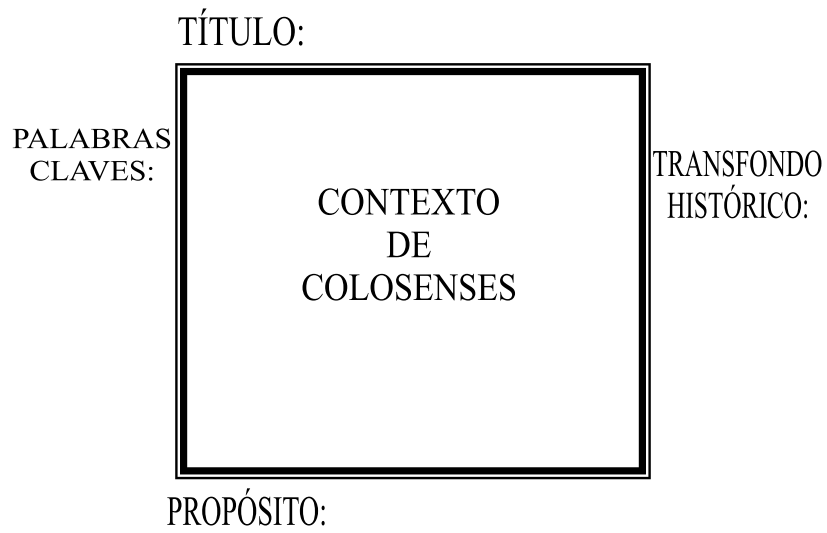 TÍTULO:
PALABRAS
CLAVES:
CONTEXTO
DE
COLOSENSES
TRANSFONDO
HISTÓRICO:
PROPÓSITO: